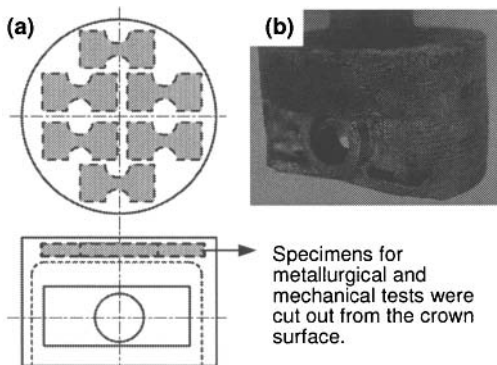 (a)
(b)
Specimens for
metallurgical and
mechanical tests were
cut out from the crown
surface.